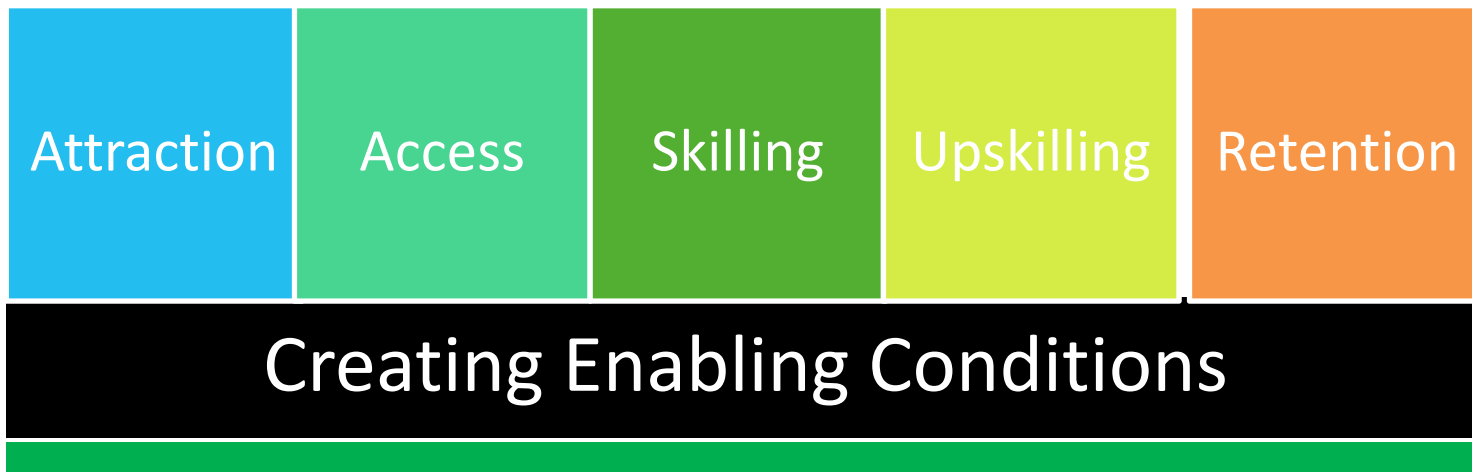 Attraction
Access
Skilling
Upskilling
Retention
Creating Enabling Conditions